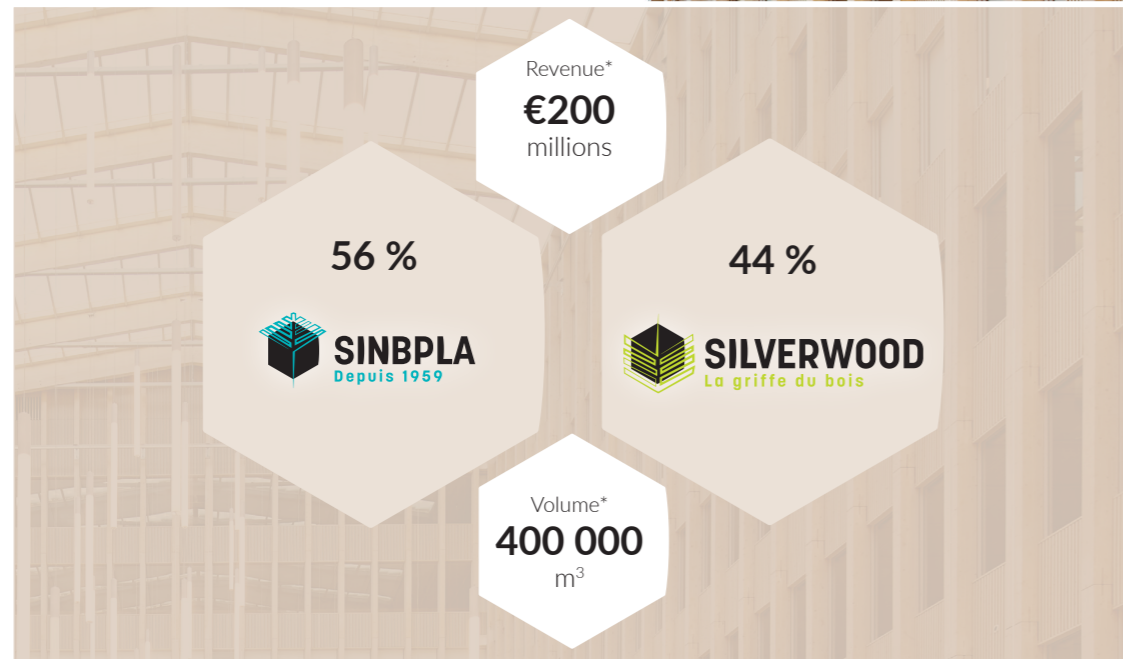 Revenue*
€200
millions
56 %
SINBPLA
Depuis 1959
44 %
SILVERWOOD
La griffe du bois
Volume*
400 000
m³